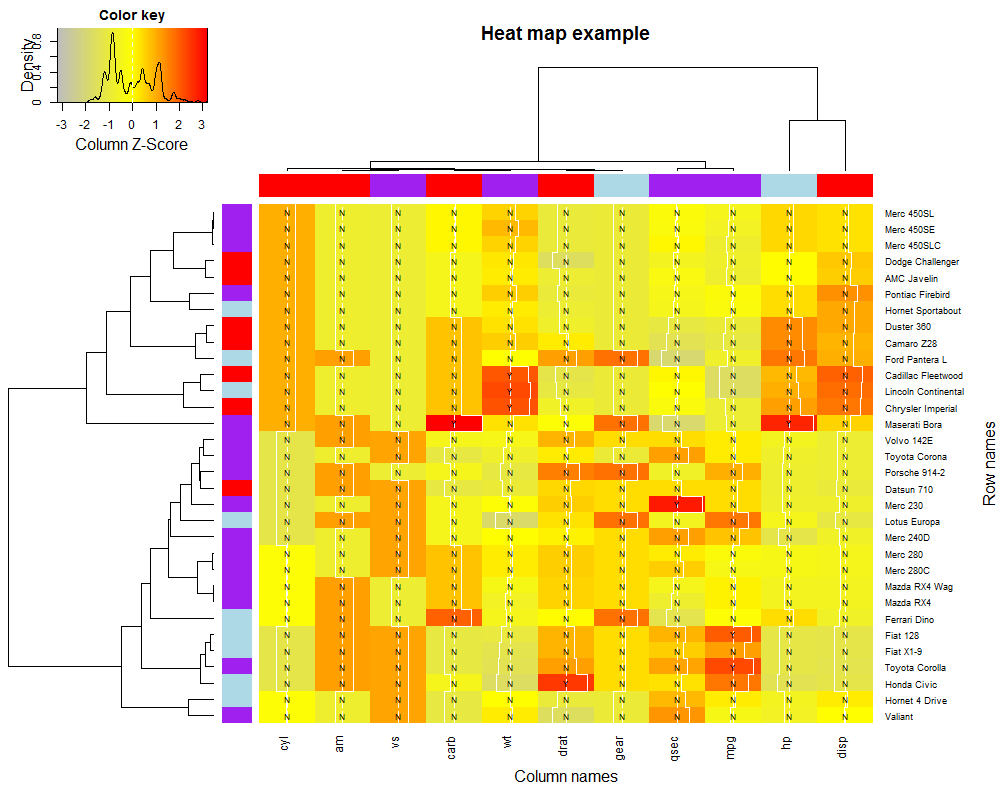 Color key
Density
0 0.4 0.8
-3 -2 -1 0 1 2 3
Column Z-Score
Heat map example
N N N N N N N N N N N Merc 450SL
N N N N N N N N N N N Merc 450SE
N N N N N N N N N N N Merc 450SLC
N N N N N N N N N N N Dodge Challenger
N N N N N N N N N N N AMC Javelin
N N N N N N N N N N N Pontiac Firebird
N N N N N N N N N N N Hornet Sportabout
N N N N N N N N N N N Duster 360
N N N N N N N N N N N Camaro Z28
N N N N N N N N N N N Ford Pantera L
N N N N Y N N N N N N Cadillac Fleetwood
N N N N Y N N N N N N Lincoln Continental
N N N N Y N N N N N N Chrysler Imperial
N N N Y N N N N N Y N Maserati Bora
N N N N N N N N N N N Volvo 142E
N N N N N N N N N N N Toyota Corona
N N N N N N N N N N N Porsche 914-2
N N N N N N N N N N N Datsun 710
N N N N N N N Y N N N Merc 230
N N N N N N N N N N N Lotus Europa
N N N N N N N N N N N Merc 240D
N N N N N N N N N N N Merc 280
N N N N N N N N N N N Merc 280C
N N N N N N N N N N N Mazda RX4 Wag
N N N N N N N N N N N Mazda RX4
N N N N N N N N N N N Ferrari Dino
N N N N N N N N Y N N Fiat 128
N N N N N N N N N N N Fiat X1-9
N N N N N N N N Y N N Toyota Corolla
N N N N N Y N N N N N Honda Civic
N N N N N N N N N N N Hornet 4 Drive
N N N N N N N N N N N Valiant
Row names
cyl am vs carb wt drat gear qsec mpg hp disp
Column names